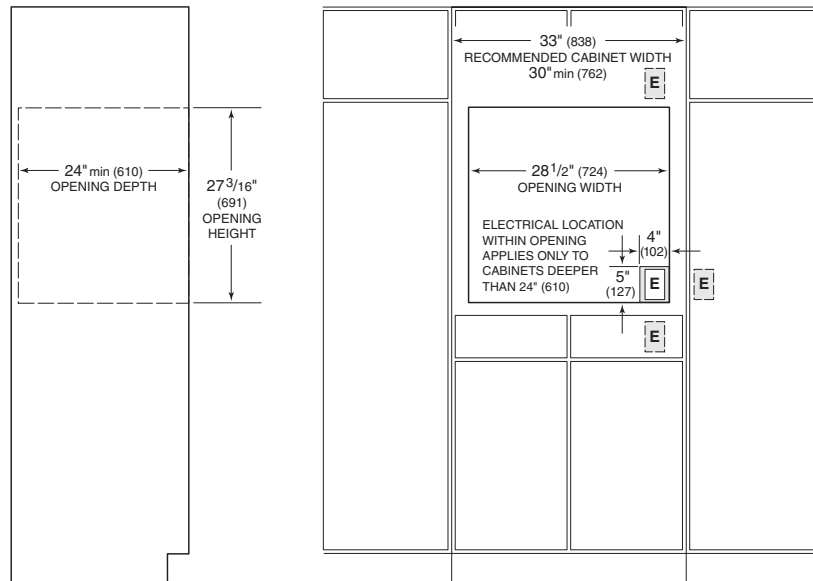 33" (838)
RECOMMENDED CABINET WIDTH
30" min (762)
E
24" min (610)
OPENING DEPTH
27 3/16"
(691)
OPENING
HEIGHT
28 1/2" (724)
OPENING WIDTH
ELECTRICAL LOCATION
WITHIN OPENING
APPLIES ONLY TO
CABINETS DEEPER
THAN 24" (610)
4"
(102)
5"
(127)
E
E
E